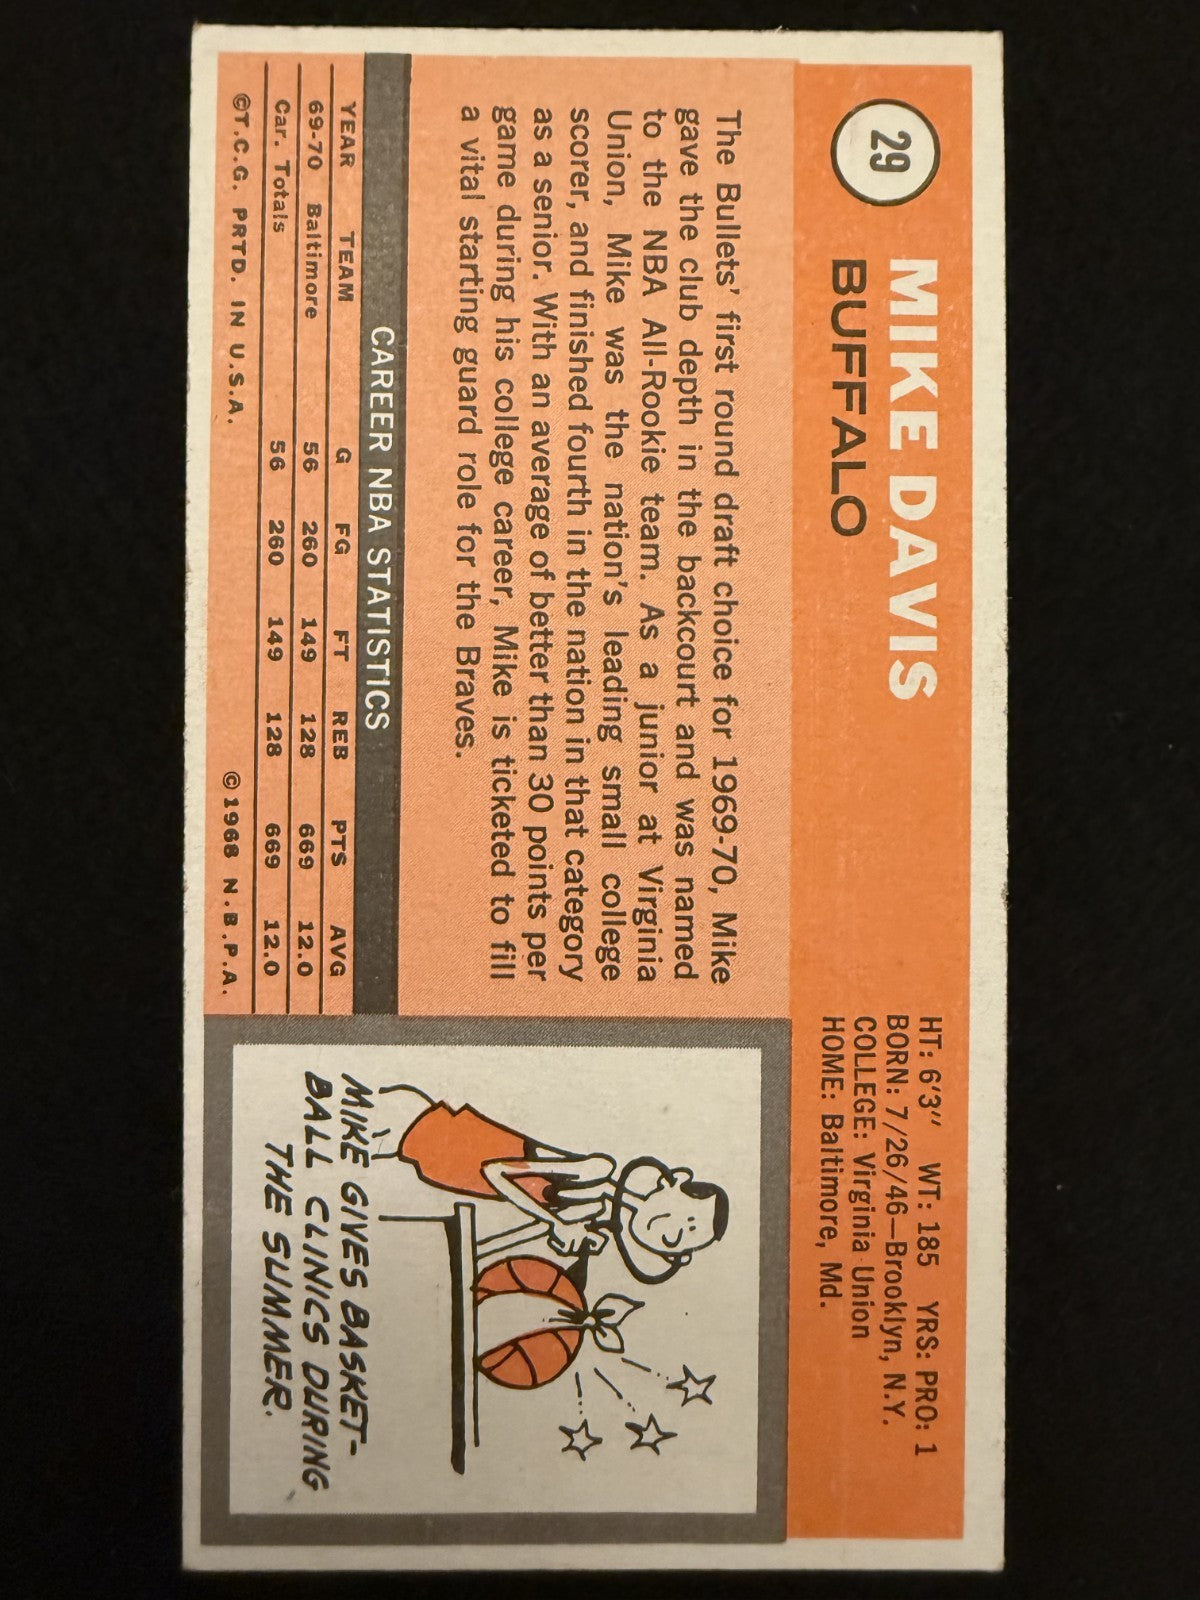 29
MIKE DAVIS
BUFFALO
HT: 6'3" WT: 185 YRS: PRO: 1
BORN: 7/26/46—Brooklyn, N.Y.
COLLEGE: Virginia Union
HOME: Baltimore, Md.
The Bullets' first round draft choice for 1969-70, Mike
gave the club depth in the backcourt and was named
to the NBA All-Rookie team. As a junior at Virginia
Union, Mike was the nation's leading small college
scorer, and finished fourth in the nation in that category
as a senior. With an average of better than 30 points per
game during his college career, Mike is ticketed to fill
a vital starting guard role for the Braves.
CAREER NBA STATISTICS
YEAR TEAM G FG FT REB PTS AVG
69-70 Baltimore 56 260 149 128 669 12.0
Car. Totals 56 260 149 128 669 12.0
©T.C.G. PRTD. IN U.S.A. ©1968 N.B.P.A.
MIKE GIVES BASKET-
BALL CLINICS DURING
THE SUMMER.